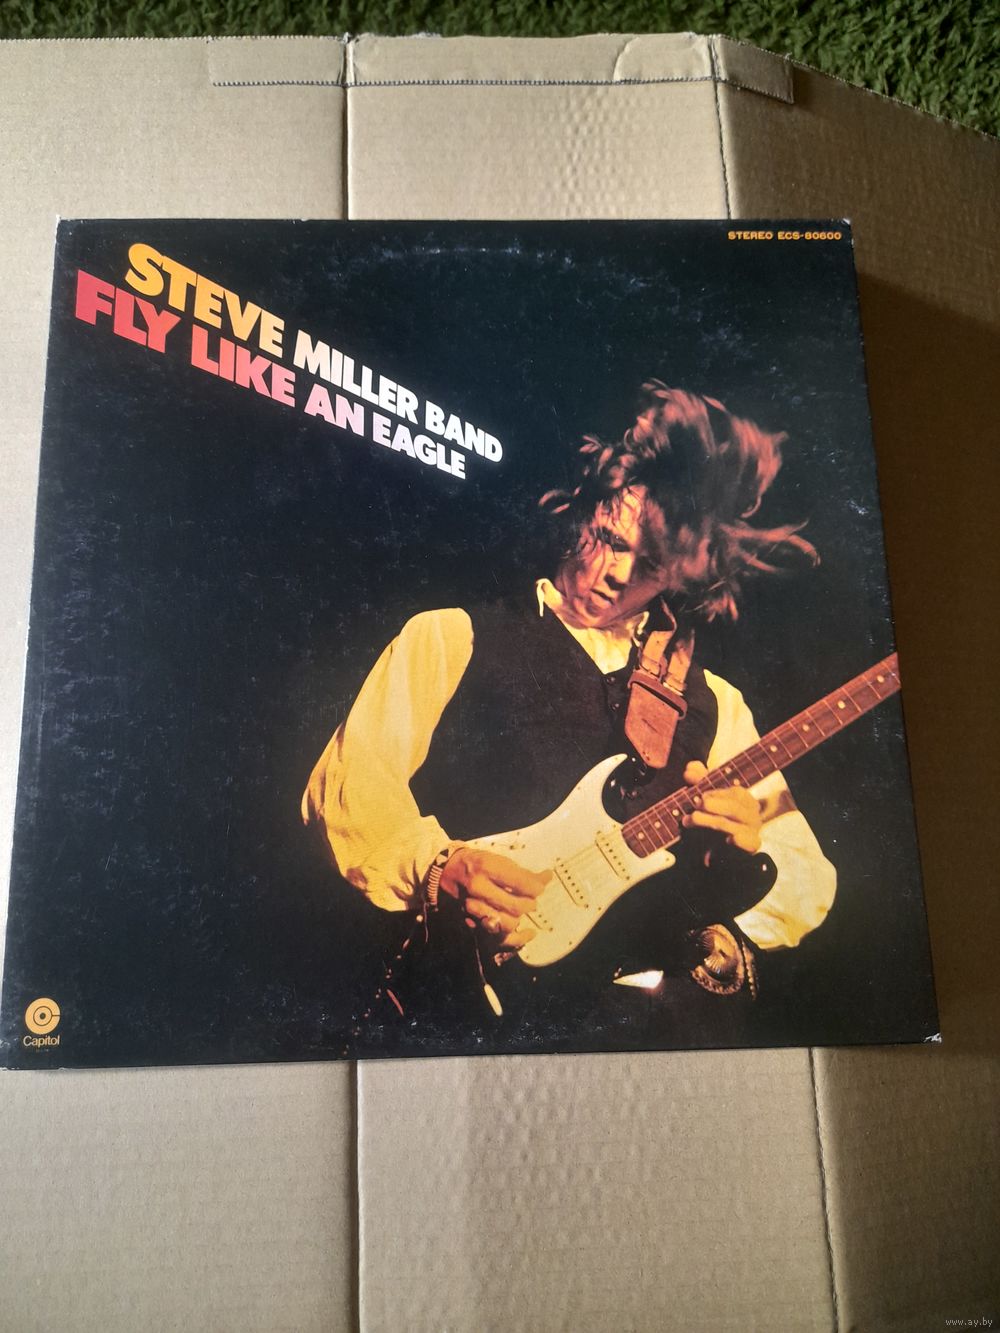 STEREO ECS-80600
STEVE MILLER BAND
FLY LIKE AN EAGLE
Capitol
www.ay.by